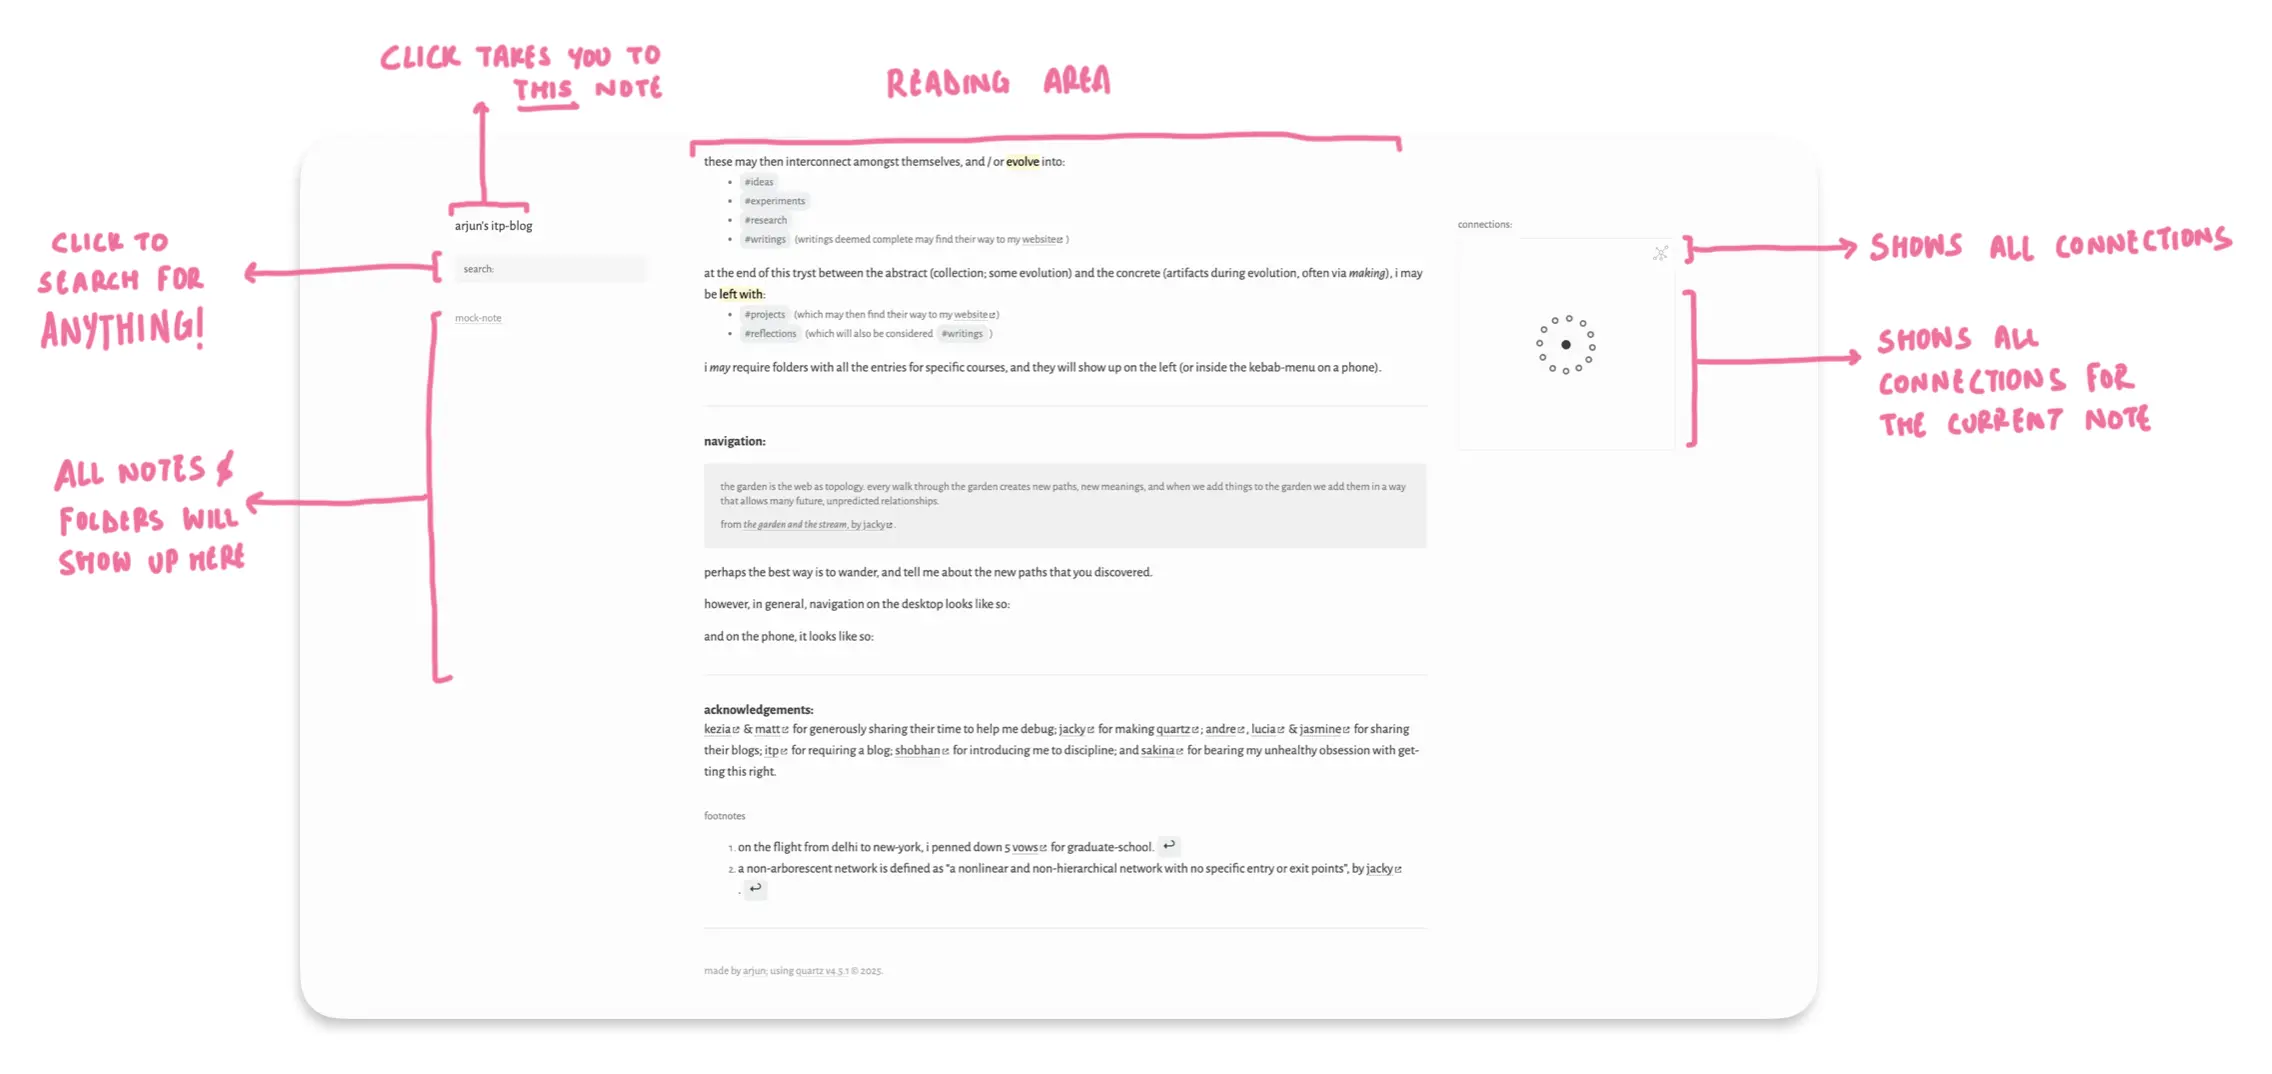 CLICK TAKES YOU TO
THIS NOTE
READING AREA
these may then interconnect amongst themselves, and / or evolve into:
• #ideas
• #experiments
• #research
• #writings (writings deemed complete may find their way to my website )
arjun's itp-blog
connections:
CLICK TO
SEARCH FOR
ANYTHING!
SHOWS ALL CONNECTIONS
search:
at the end of this tryst between the abstract (collection; some evolution) and the concrete (artifacts during evolution, often via making), i may
be left with:
• #projects (which may then find their way to my website)
• #reflections (which will also be considered #writings )
mock-note
SHOWS ALL
CONNECTIONS FOR
THE CURRENT NOTE
i may require folders with all the entries for specific courses, and they will show up on the left (or inside the kebab-menu on a phone).
navigation:
ALL NOTES &
FOLDERS WILL
SHOW UP HERE
the garden is the web as topology. every walk through the garden creates new paths, new meanings, and when we add things to the garden we add them in a way
that allows many future, unpredicted relationships.
from the garden and the stream, by jacky.
perhaps the best way is to wander, and tell me about the new paths that you discovered.
however, in general, navigation on the desktop looks like so:
and on the phone, it looks like so:
acknowledgements:
kezia & matt for generously sharing their time to help me debug; jacky for making quartz; andre, lucia & jasmine for sharing
their blogs; itp for requiring a blog; shobhan for introducing me to discipline; and sakina for bearing my unhealthy obsession with get-
ting this right.
footnotes
1. on the flight from delhi to new-york, i penned down 5 vows for graduate-school. ↩
2. a non-arborescent network is defined as "a nonlinear and non-hierarchical network with no specific entry or exit points", by jacky
. ↩
made by arjun; using quartz v4.5.1 © 2025.